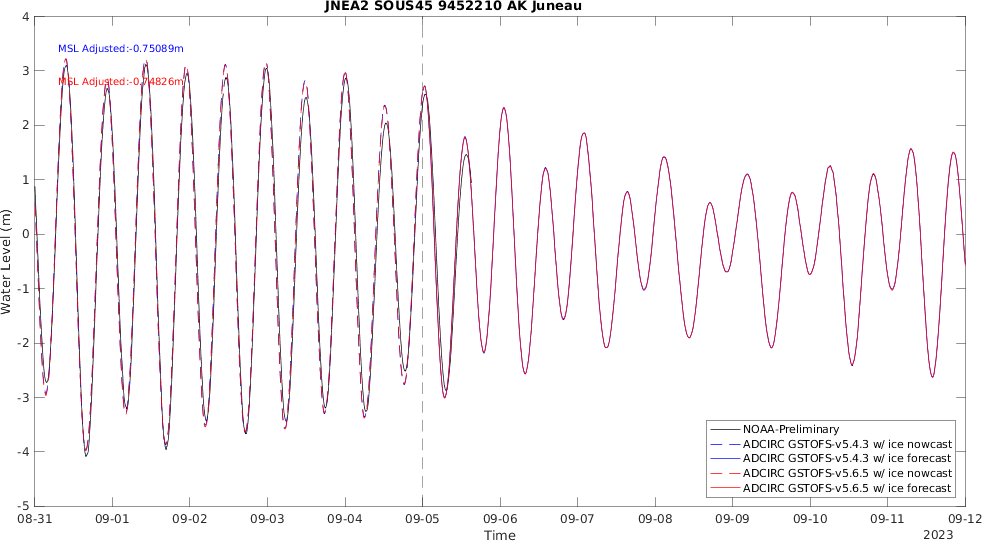 JNEA2 SOUS45 9452210 AK Juneau
MSL Adjusted:-0.75089m
MSL Adjusted:-0.74826m
Water Level (m)
4
3
2
1
0
-1
-2
-3
-4
-5
NOAA-Preliminary
ADCIRC GSTOFS-v5.4.3 w/ ice nowcast
ADCIRC GSTOFS-v5.4.3 w/ ice forecast
ADCIRC GSTOFS-v5.6.5 w/ ice nowcast
ADCIRC GSTOFS-v5.6.5 w/ ice forecast
08-31 09-01 09-02 09-03 09-04 09-05 09-06 09-07 09-08 09-09 09-10 09-11 09-12
Time
2023